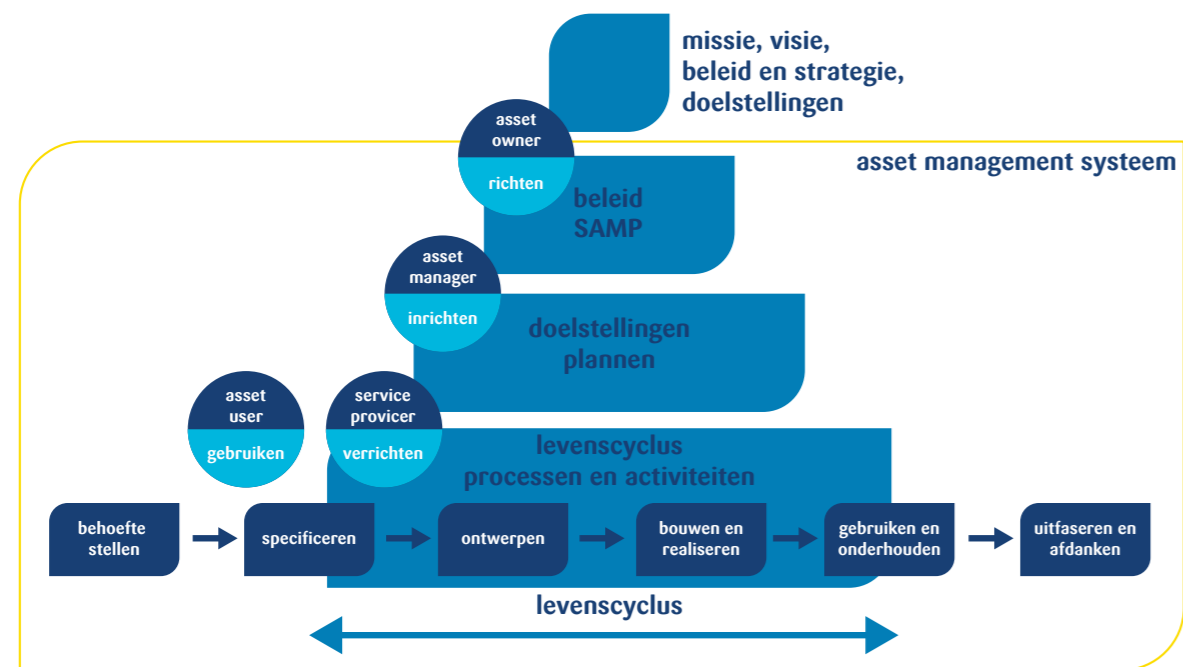 missie, visie,
beleid en strategie,
doelstellingen
asset
owner
richten
asset management systeem
beleid
SAMP
asset
manager
inrichten
doelstellingen
plannen
asset
user
gebruiken
service
provicer
verrichten
levenscyclus
processen en activiteiten
behoefte
stellen
specificeren
ontwerpen
bouwen en
realiseren
gebruiken en
onderhouden
uitfaseren en
afdanken
levenscyclus